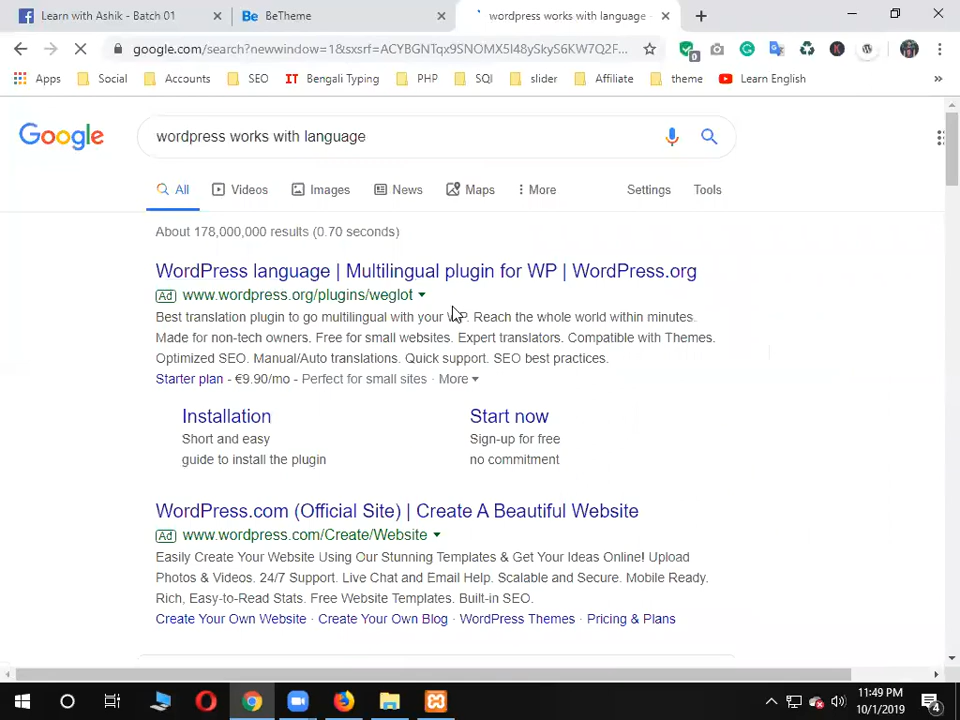 Learn with Ashik - Batch 01
BeTheme
wordpress works with language -
google.com/search?newwindow=1&sxsrf=ACYBGNTqx9SNOMX5I48ySkyS6KW7Q2F...
Apps
Social
Accounts
SEO
Bengali Typing
PHP
SQl
slider
Affiliate
theme
Learn English
»
Google
wordpress works with language
All
Videos
Images
News
Maps
More
Settings
Tools
About 178,000,000 results (0.70 seconds)
WordPress language | Multilingual plugin for WP | WordPress.org
Ad www.wordpress.org/plugins/weglot
Best translation plugin to go multilingual with your WP. Reach the whole world within minutes.
Made for non-tech owners. Free for small websites. Expert translators. Compatible with Themes.
Optimized SEO. Manual/Auto translations. Quick support. SEO best practices.
Starter plan - €9.90/mo - Perfect for small sites · More
Installation
Short and easy
guide to install the plugin
Start now
Sign-up for free
no commitment
WordPress.com (Official Site) | Create A Beautiful Website
Ad www.wordpress.com/Create/Website
Easily Create Your Website Using Our Stunning Templates & Get Your Ideas Online! Upload
Photos & Videos. 24/7 Support. Live Chat and Email Help. Scalable and Secure. Mobile Ready.
Rich, Easy-to-Read Stats. Free Website Templates. Built-in SEO.
Create Your Own Website · Create Your Own Blog · WordPress Themes · Pricing & Plans
11:49 PM
10/1/2019
4